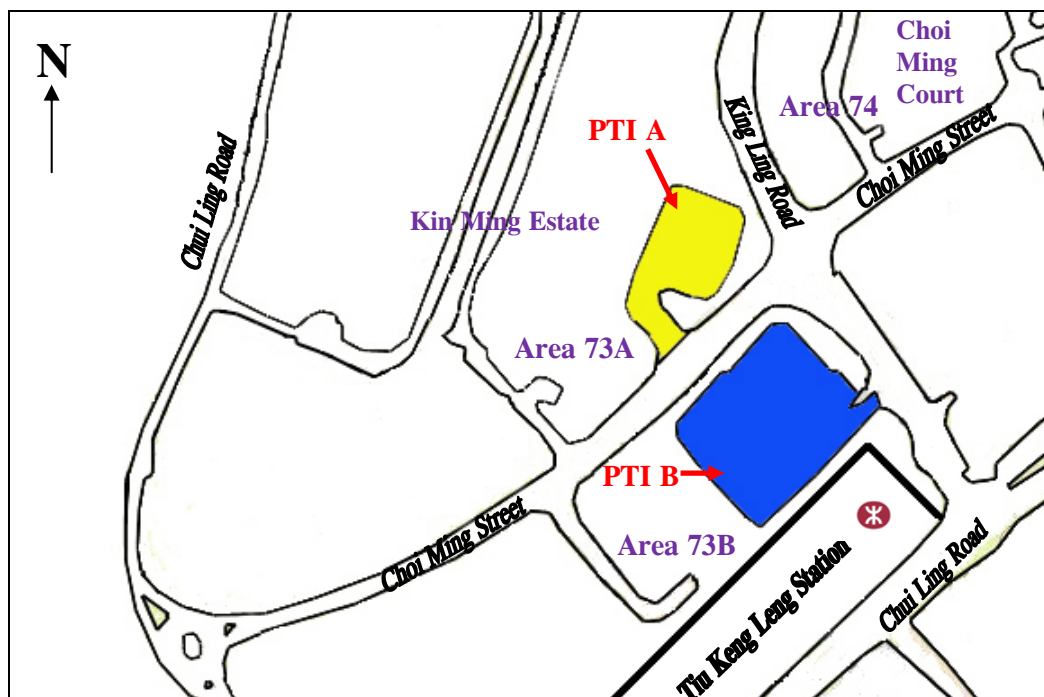 Choi
Ming
Court
N
Area 74
PTI A
King Ling Road
Choi Ming Street
Chui Ling Road
Kin Ming Estate
Area 73A
PTI B
Area 73B
Choi Ming Street
Tiu Keng Leng Station
Chui Ling Road